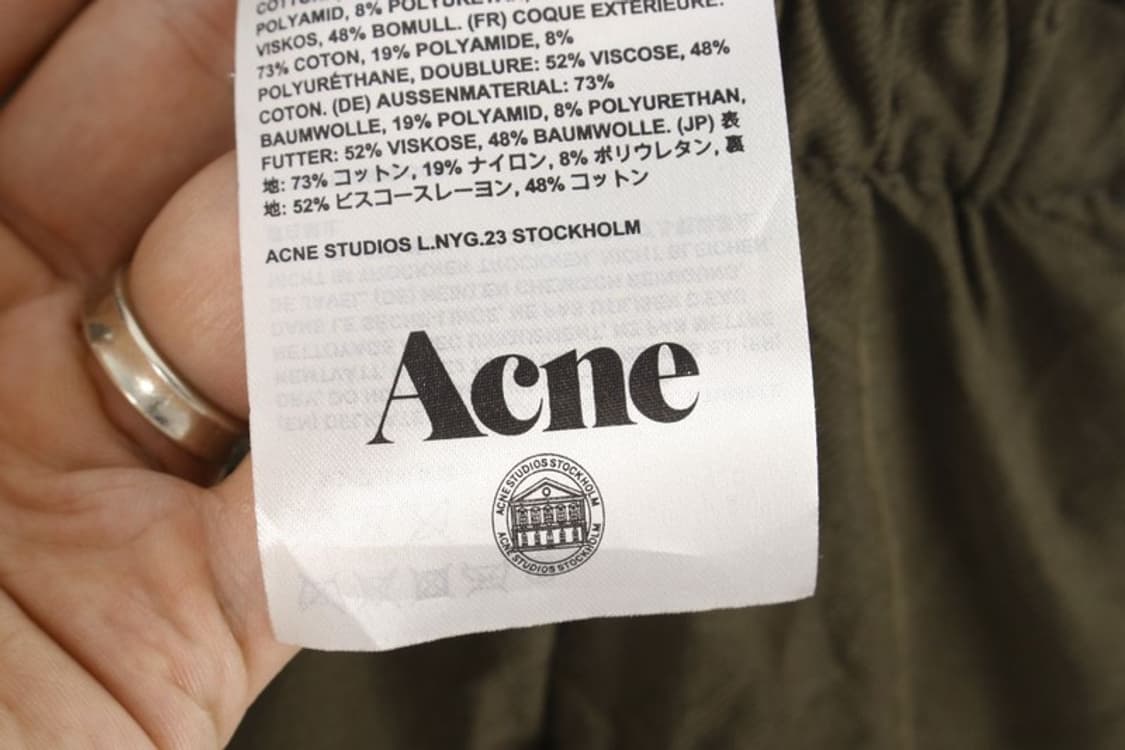 POLYAMID, 8%
VISKOS, 48% BOMULL. (FR) COQUE EXTÉRIEURE:
73% COTON, 19% POLYAMIDE, 8%
POLYURÉTHANE, DOUBLURE: 52% VISCOSE, 48%
COTON. (DE) AUSSENMATERIAL: 73%
BAUMWOLLE, 19% POLYAMID, 8% POLYURETHAN,
FUTTER: 52% VISKOSE, 48% BAUMWOLLE. (JP) 表
地: 73% コットン, 19% ナイロン, 8% ポリウレタン, 裏
地: 52% ビスコースレーヨン, 48% コットン
ACNE STUDIOS L.NYG.23 STOCKHOLM
Acne
ACNE STUDIOS STOCKHOLM
ACNE STUDIOS STOCKHOLM